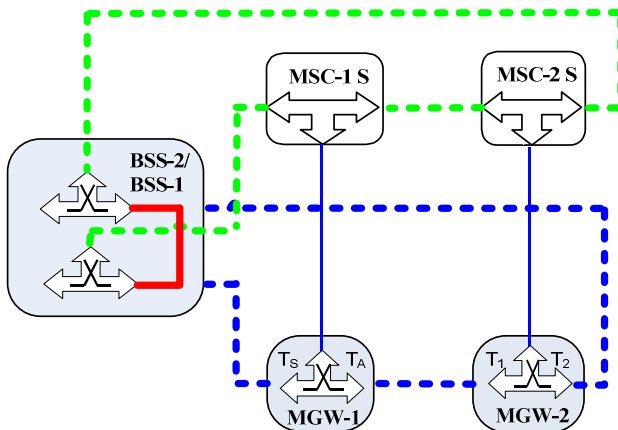 MSC-1 S
MSC-2 S
BSS-2/
BSS-1
TS
TA
MGW-1
T1
T2
MGW-2